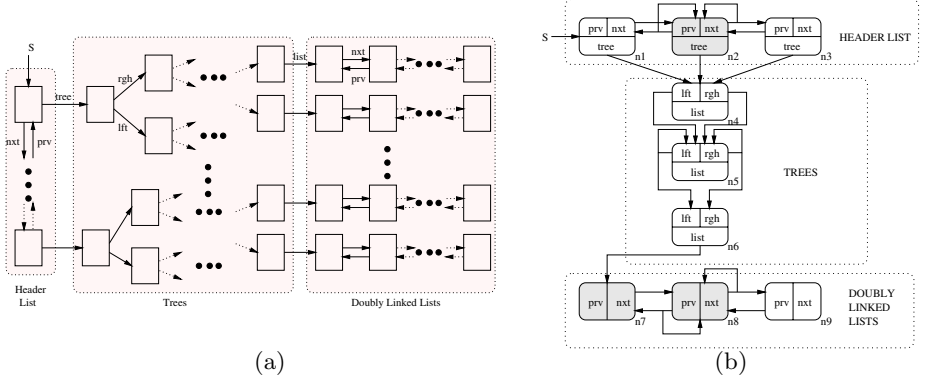 S
nxt
prv
tree
rgh
lft
list
nxt
prv
Header
List
Trees
Doubly Linked Lists
(a)
S
prv nxt
tree
n1
prv nxt
tree
n2
prv nxt
tree
n3
HEADER LIST
lft rgh
list
n4
lft rgh
list
n5
lft rgh
list
n6
TREES
prv nxt
n7
prv nxt
n8
prv nxt
n9
DOUBLY
LINKED
LISTS
(b)